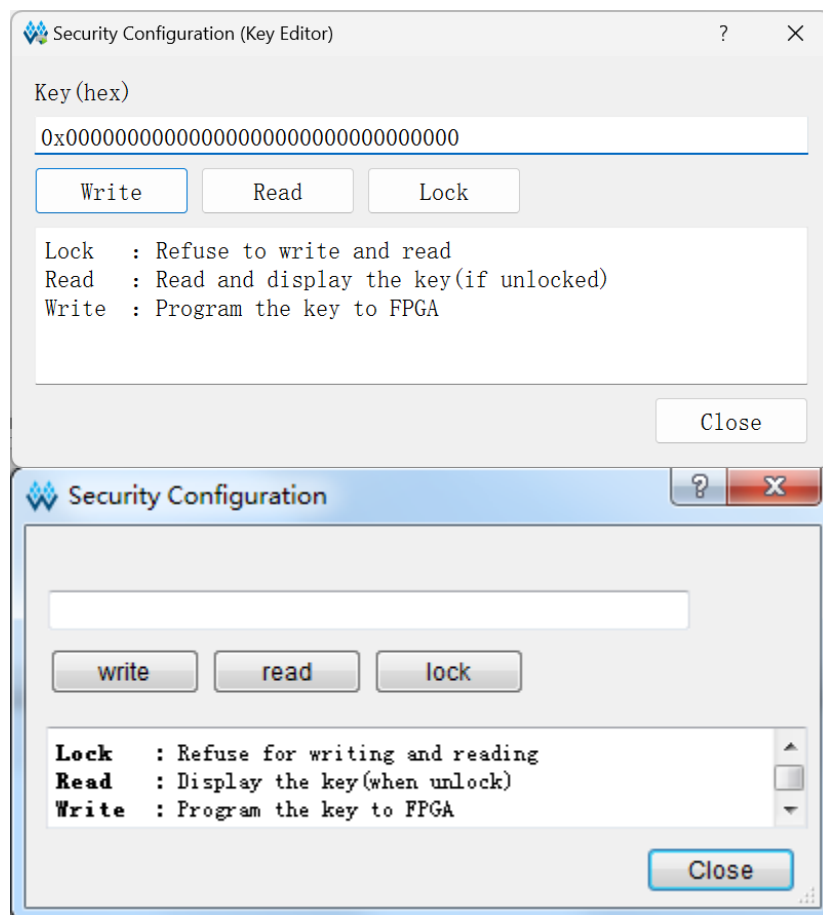 Security Configuration (Key Editor) ? ×
Key(hex)
0x00000000000000000000000000000000
Write Read Lock
Lock : Refuse to write and read
Read : Read and display the key(if unlocked)
Write : Program the key to FPGA
Close
Security Configuration ? x
write read lock
Lock : Refuse for writing and reading
Read : Display the key(when unlock)
Write : Program the key to FPGA
Close